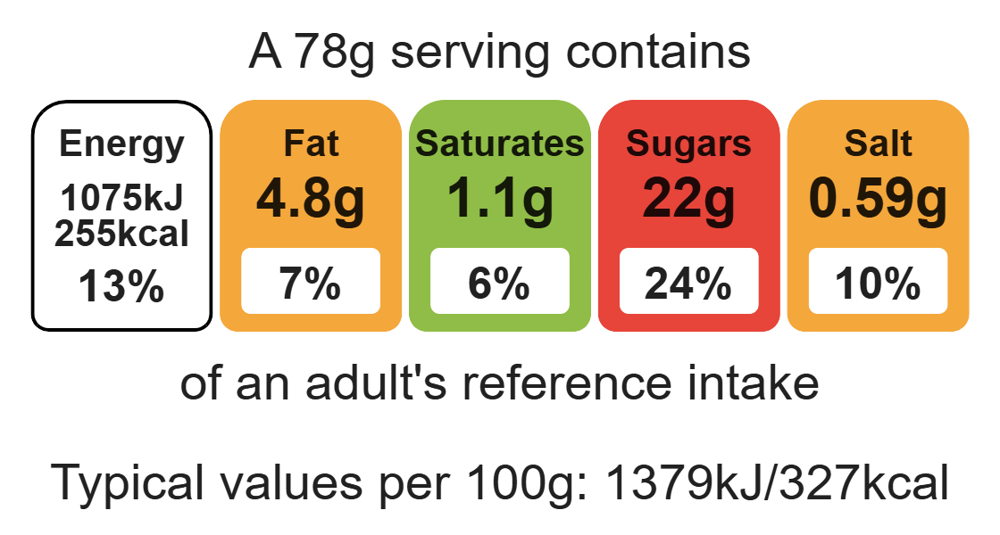 A 78g serving contains
Energy Fat Saturates Sugars Salt
1075kJ 4.8g 1.1g 22g 0.59g
255kcal
13% 7% 6% 24% 10%
of an adult's reference intake
Typical values per 100g: 1379kJ/327kcal